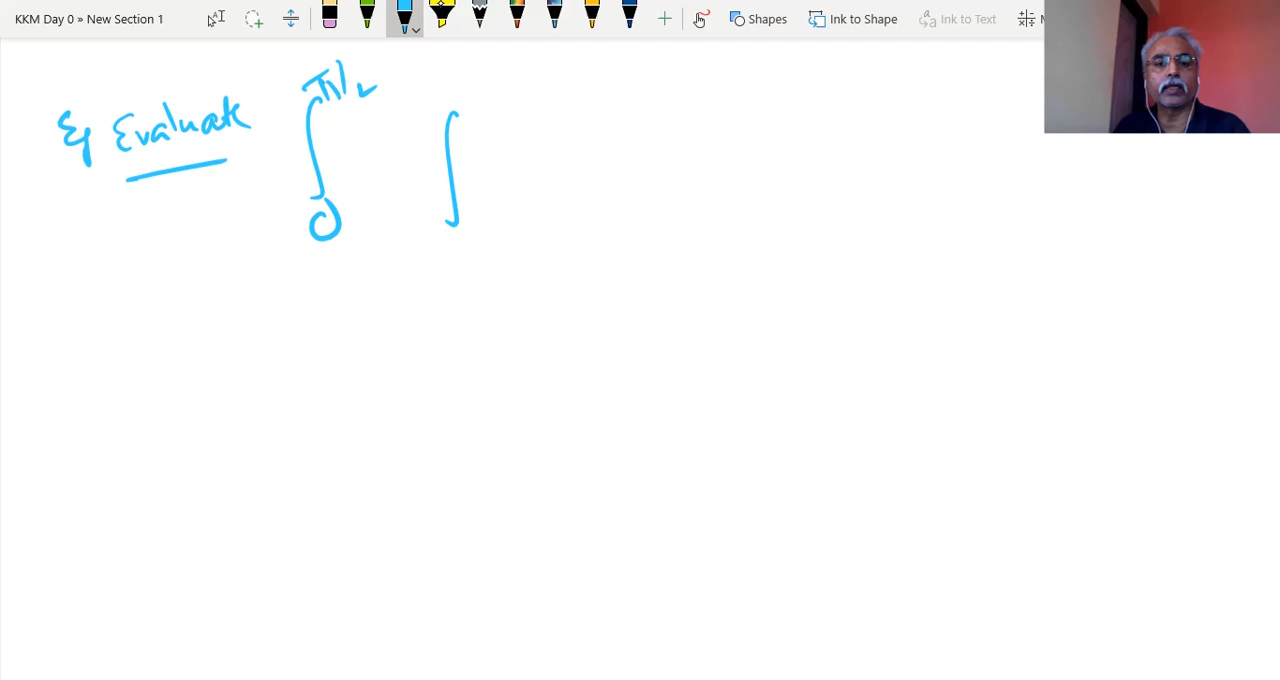 KKM Day 0 » New Section 1
Shapes
Ink to Shape
Ink to Text
M
Eg Evaluate ∫₀^(π/2) ∫